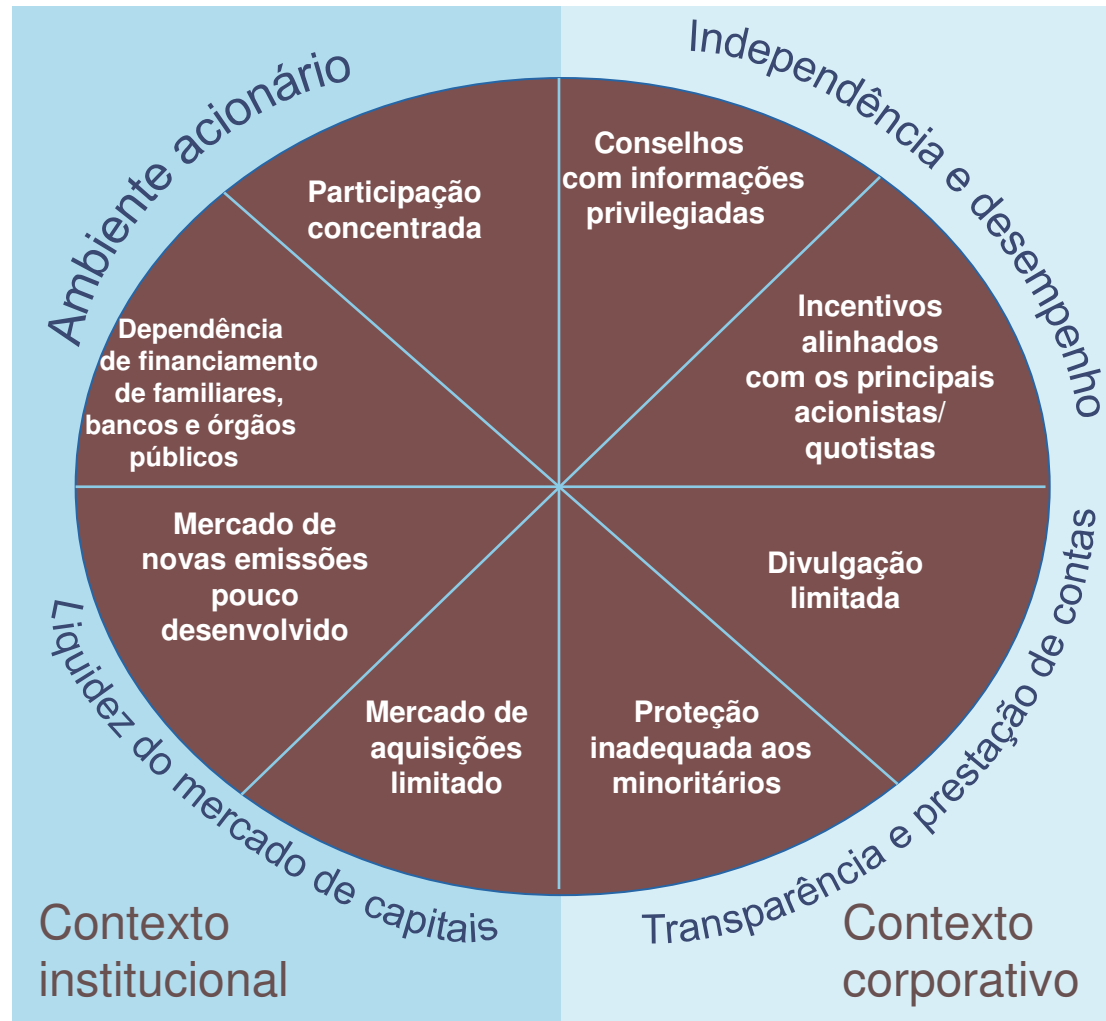 Ambiente acionário
Independência e desempenho
Participação
concentrada
Conselhos
com informações
privilegiadas
Dependência
de financiamento
de familiares,
bancos e órgãos
públicos
Incentivos
alinhados
com os principais
acionistas/
quotistas
Mercado de
novas emissões
pouco
desenvolvido
Divulgação
limitada
Mercado de
aquisições
limitado
Proteção
inadequada aos
minoritários
Liquidez do mercado de capitais
Transparência e prestação de contas
Contexto
institucional
Contexto
corporativo